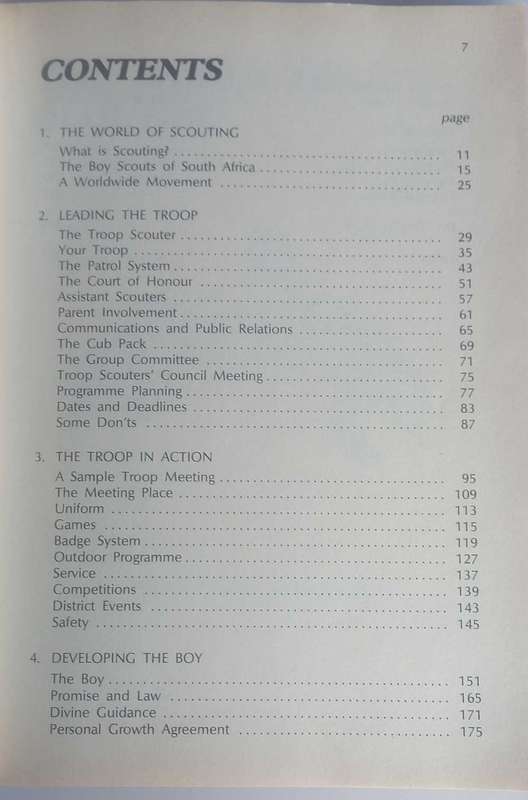 7
CONTENTS
page
1. THE WORLD OF SCOUTING
What is Scouting? ........................................ 11
The Boy Scouts of South Africa ........................................ 15
A Worldwide Movement ........................................ 25
2. LEADING THE TROOP
The Troop Scouter ........................................ 29
Your Troop ........................................ 35
The Patrol System ........................................ 43
The Court of Honour ........................................ 51
Assistant Scouters ........................................ 57
Parent Involvement ........................................ 61
Communications and Public Relations ........................................ 65
The Cub Pack ........................................ 69
The Group Committee ........................................ 71
Troop Scouters' Council Meeting ........................................ 75
Programme Planning ........................................ 77
Dates and Deadlines ........................................ 83
Some Don'ts ........................................ 87
3. THE TROOP IN ACTION
A Sample Troop Meeting ........................................ 95
The Meeting Place ........................................ 109
Uniform ........................................ 113
Games ........................................ 115
Badge System ........................................ 119
Outdoor Programme ........................................ 127
Service ........................................ 137
Competitions ........................................ 139
District Events ........................................ 143
Safety ........................................ 145
4. DEVELOPING THE BOY
The Boy ........................................ 151
Promise and Law ........................................ 165
Divine Guidance ........................................ 171
Personal Growth Agreement ........................................ 175